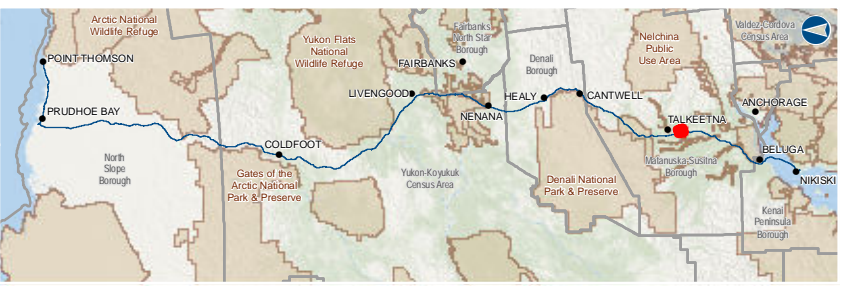 Arctic National
Wildlife Refuge
POINT THOMSON
PRUDHOE BAY
North
Slope
Borough
COLDFOOT
Gates of the
Arctic National
Park & Preserve
Yukon Flats
National
Wildlife Refuge
LIVENGOOD
Fairbanks
North Star
Borough
FAIRBANKS
NENANA
Yukon-Koyukuk
Census Area
Denali
Borough
HEALY
CANTWELL
Denali National
Park & Preserve
Nelchina
Public
Use Area
TALKEETNA
Matanuska-Susitna
Borough
Valdez-Cordova
Census Area
ANCHORAGE
BELUGA
NIKISKI
Kenai
Peninsula
Borough